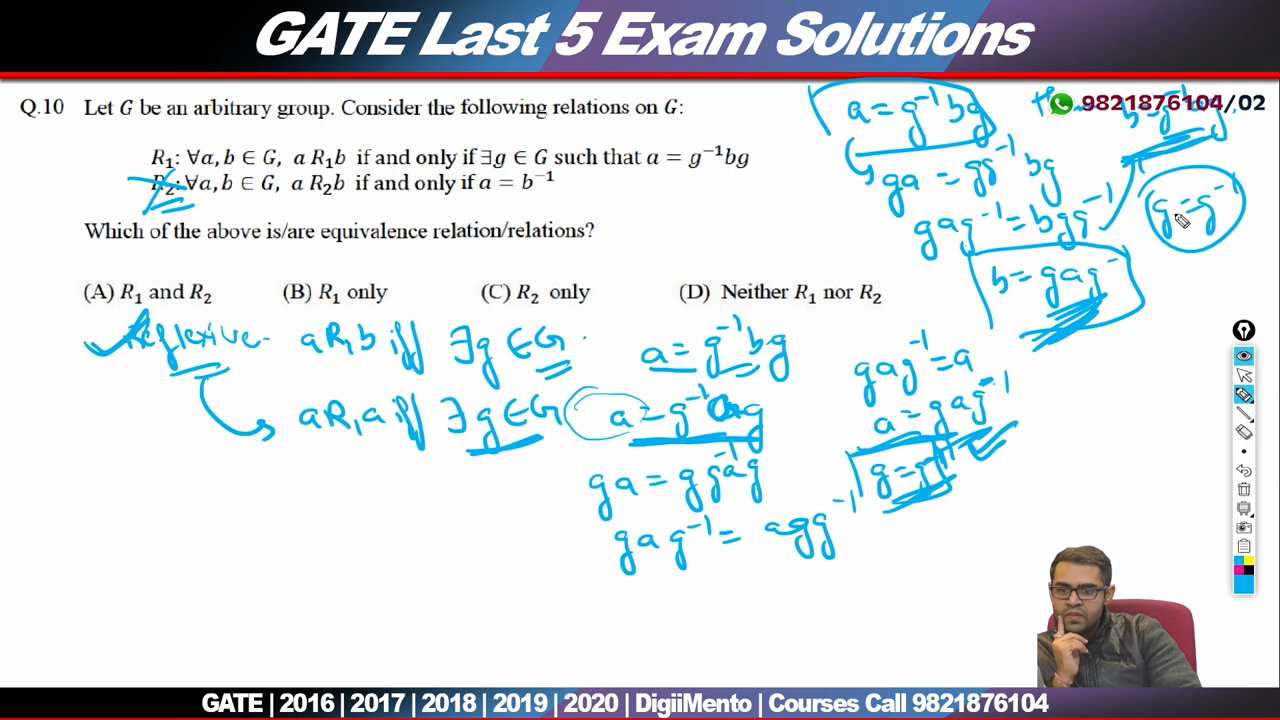 GATE Last 5 Exam Solutions
9821876104/02
Q.10 Let G be an arbitrary group. Consider the following relations on G:
R₁: ∀a, b ∈ G, a R₁b if and only if ∃g ∈ G such that a = g⁻¹bg
R₂: ∀a, b ∈ G, a R₂b if and only if a = b⁻¹
Which of the above is/are equivalence relation/relations?
(A) R₁ and R₂ (B) R₁ only (C) R₂ only (D) Neither R₁ nor R₂
a = g⁻¹bg
ga = gg⁻¹bg
gag⁻¹ = bgg⁻¹
b = gag⁻
g = g⁻¹
Reflexive aR₁b iff ∃g ∈ G. a = g⁻¹bg
aR₁a iff ∃g ∈ G a = g⁻¹ag
ga = gg⁻¹ag
gag⁻¹ = agg⁻¹
gag⁻¹ = a
a = gag⁻¹
g = g⁻¹
GATE | 2016 | 2017 | 2018 | 2019 | 2020 | DigiiMento | Courses Call 9821876104